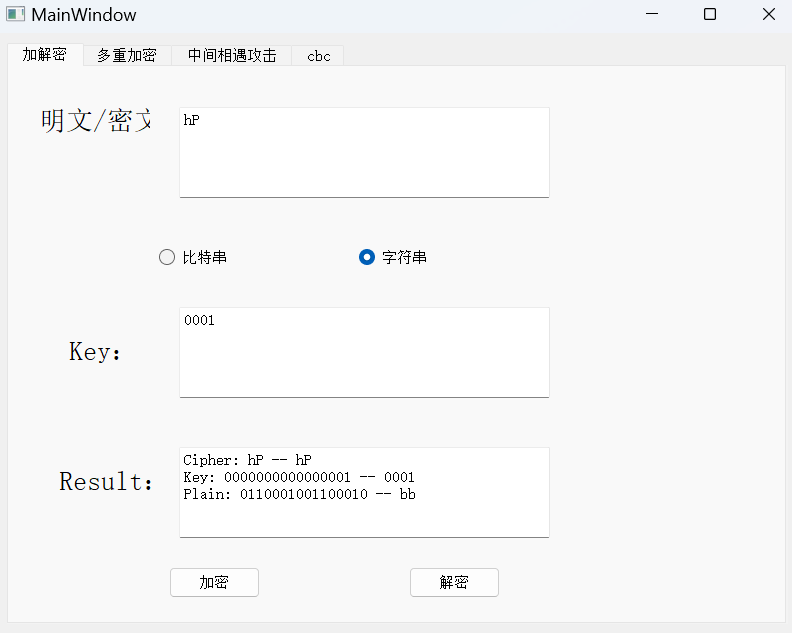 MainWindow
加解密 多重加密 中间相遇攻击 cbc
明文/密文
hP
比特串 字符串
0001
Key:
Cipher: hP -- hP
Key: 0000000000000001 -- 0001
Result:
Plain: 0110001001100010 -- bb
加密 解密